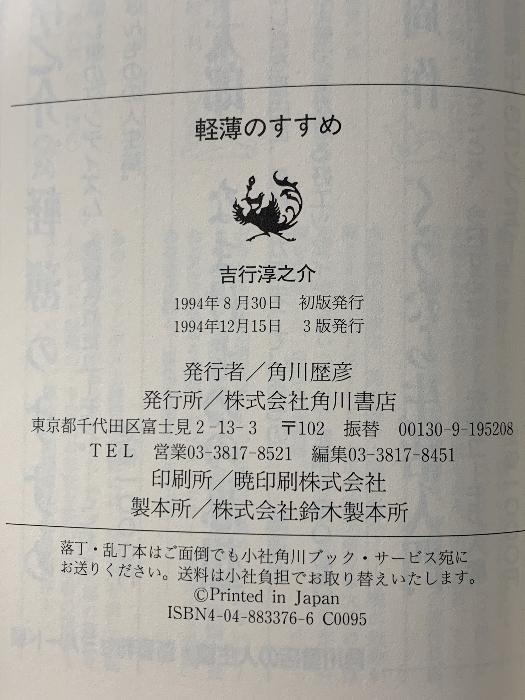 軽薄のすすめ
吉行淳之介
1994年8月30日 初版発行
1994年12月15日 3版発行
発行者／角川歴彦
発行所／株式会社角川書店
東京都千代田区富士見2-13-3 〒102 振替 00130-9-195208
TEL 営業03-3817-8521 編集03-3817-8451
印刷所／暁印刷株式会社
製本所／株式会社鈴木製本所
落丁・乱丁本はご面倒でも小社角川ブック・サービス宛に
お送りください。送料は小社負担でお取り替えいたします。
©Printed in Japan
ISBN4-04-883376-6 C0095